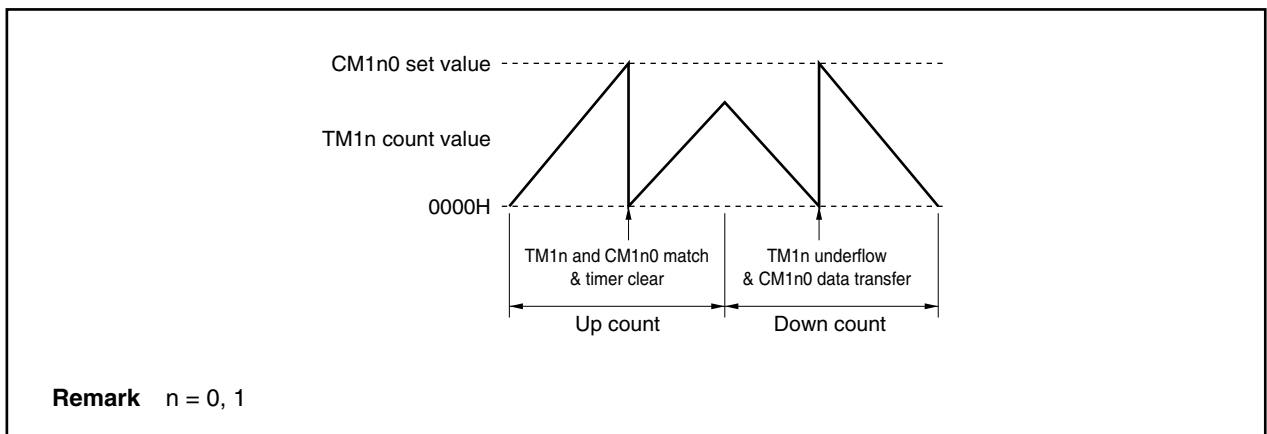 CM1n0 set value
TM1n count value
0000H
TM1n and CM1n0 match
& timer clear
TM1n underflow
& CM1n0 data transfer
Up count
Down count
Remark n = 0, 1